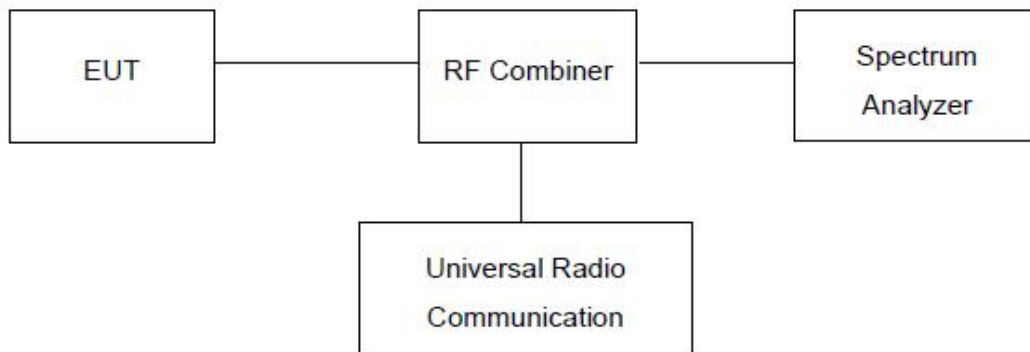 EUT
RF Combiner
Spectrum
Analyzer
Universal Radio
Communication